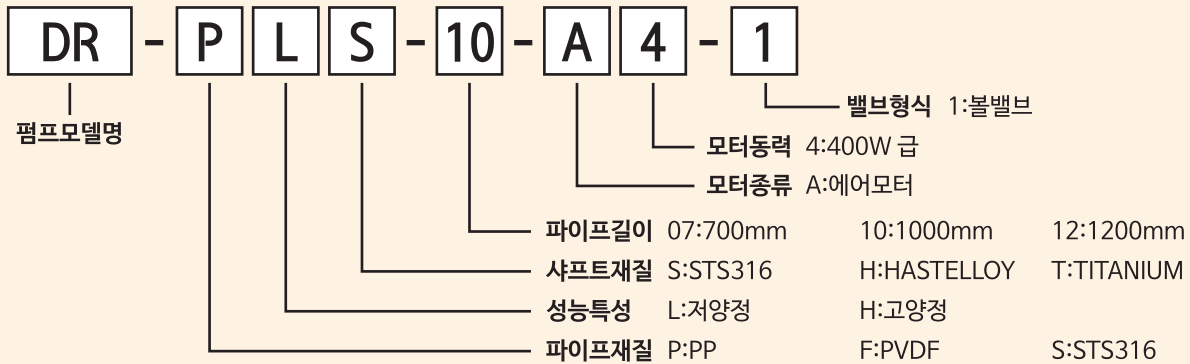 DR - P L S - 10 - A 4 - 1
펌프모델명
밸브형식 1:볼밸브
모터동력 4:400W 급
모터종류 A:에어모터
파이프길이 07:700mm 10:1000mm 12:1200mm
샤프트재질 S:STS316 H:HASTELLOY T:TITANIUM
성능특성 L:저양정 H:고양정
파이프재질 P:PP F:PVDF S:STS316